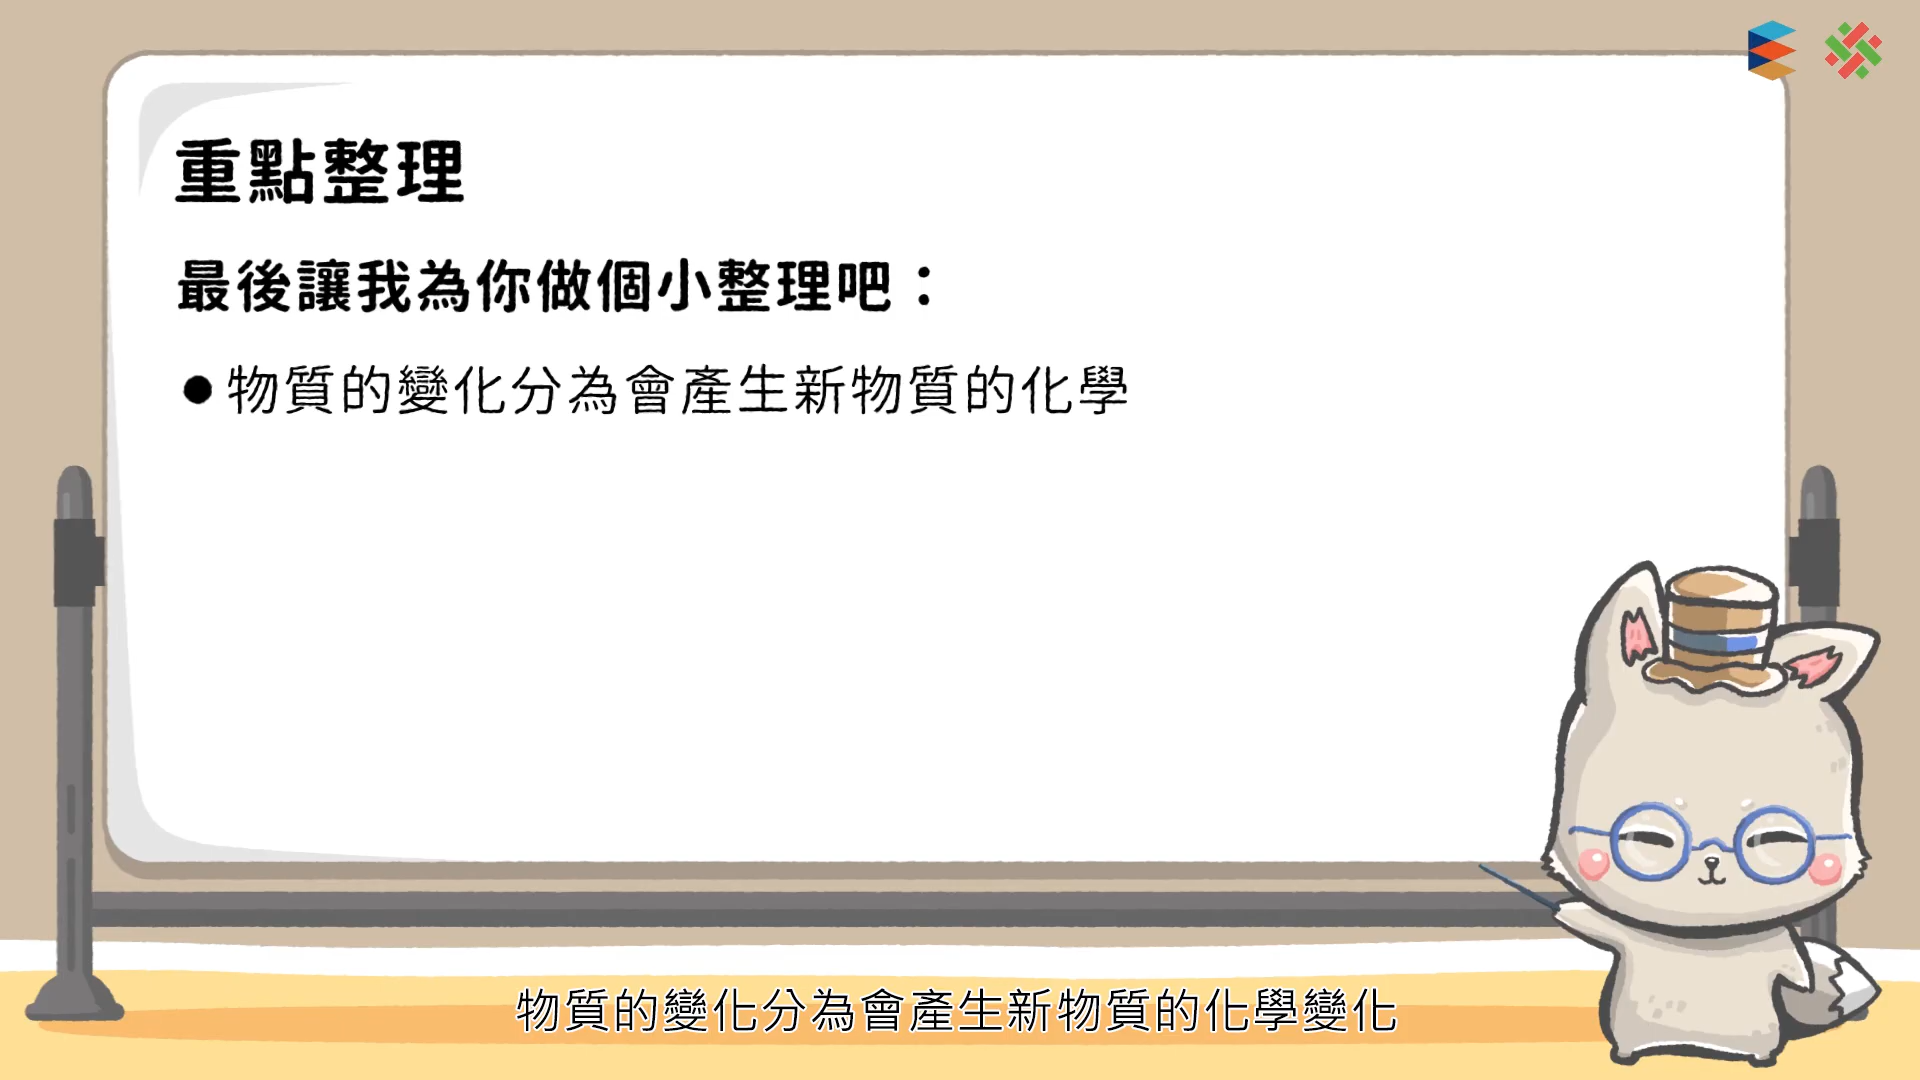 重點整理
最後讓我為你做個小整理吧：
●物質的變化分為會產生新物質的化學
物質的變化分為會產生新物質的化學變化